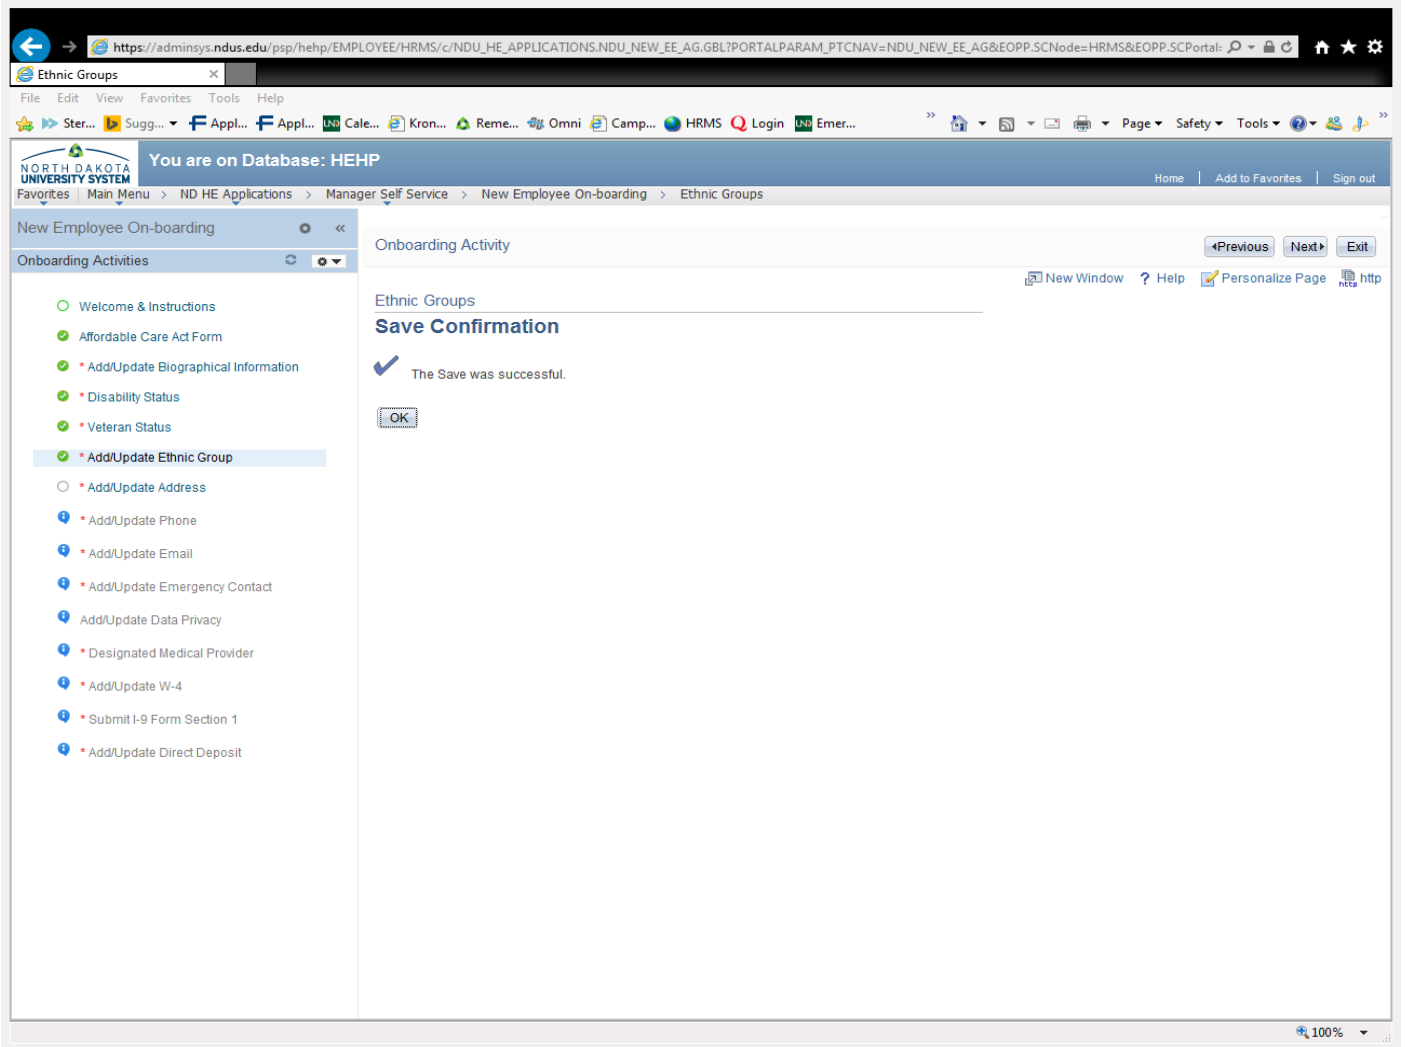 https://adminsys.ndus.edu/psp/hehp/EMPLOYEE/HRMS/c/NDU_HE_APPLICATIONS.NDU_NEW_EE_AG.GBL?PORTALPARAM_PTCNAV=NDU_NEW_EE_AG&EOPP.SCNode=HRMS&EOPP.SCPortal:
Ethnic Groups ×
File Edit View Favorites Tools Help
Ster... Sugg... Appl... Appl... UND Cale... Kron... Reme... Omni Camp... HRMS Login UND Emer... » Page Safety Tools »
NORTH DAKOTA
UNIVERSITY SYSTEM
You are on Database: HEHP
Home | Add to Favorites | Sign out
Favorites | Main Menu > ND HE Applications > Manager Self Service > New Employee On-boarding > Ethnic Groups
New Employee On-boarding «
Onboarding Activities
Welcome & Instructions
Affordable Care Act Form
* Add/Update Biographical Information
* Disability Status
* Veteran Status
* Add/Update Ethnic Group
* Add/Update Address
* Add/Update Phone
* Add/Update Email
* Add/Update Emergency Contact
Add/Update Data Privacy
* Designated Medical Provider
* Add/Update W-4
* Submit I-9 Form Section 1
* Add/Update Direct Deposit
Onboarding Activity
Previous Next Exit
New Window ? Help Personalize Page http
Ethnic Groups
Save Confirmation
The Save was successful.
OK
100%